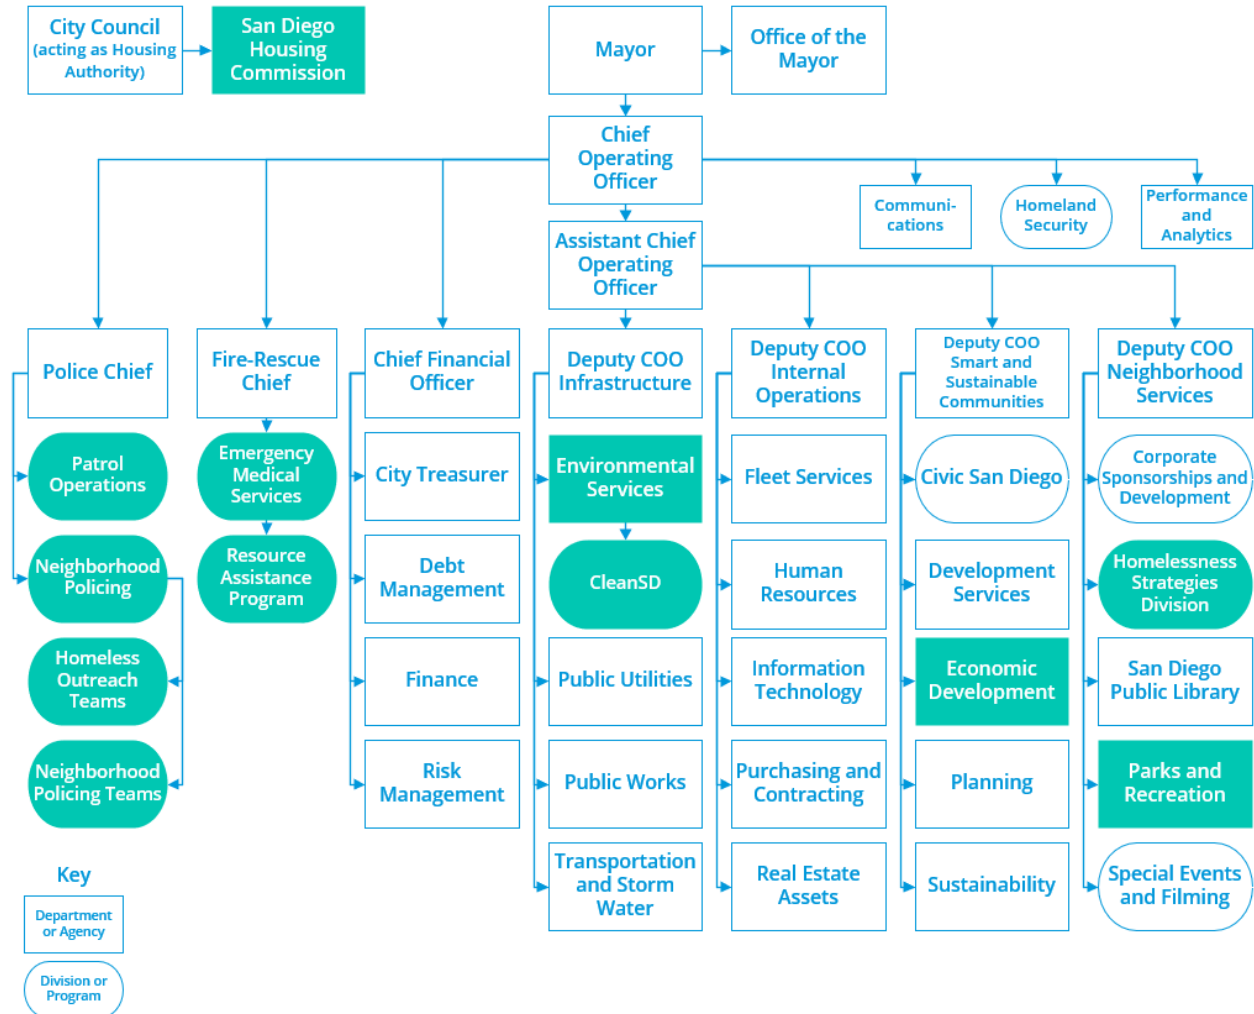 City Council
(acting as Housing
Authority)
San Diego
Housing
Commission
Mayor
Office of the
Mayor
Chief
Operating
Officer
Communi-
cations
Homeland
Security
Performance
and
Analytics
Assistant Chief
Operating
Officer
Police Chief
Fire-Rescue
Chief
Chief Financial
Officer
Deputy COO
Infrastructure
Deputy COO
Internal
Operations
Deputy COO
Smart and
Sustainable
Communities
Deputy COO
Neighborhood
Services
Patrol
Operations
Emergency
Medical
Services
City Treasurer
Environmental
Services
Fleet Services
Civic San Diego
Corporate
Sponsorships and
Development
Neighborhood
Policing
Resource
Assistance
Program
Debt
Management
CleanSD
Human
Resources
Development
Services
Homelessness
Strategies
Division
Homeless
Outreach
Teams
Finance
Public Utilities
Information
Technology
Economic
Development
San Diego
Public Library
Neighborhood
Policing Teams
Risk
Management
Public Works
Purchasing and
Contracting
Planning
Parks and
Recreation
Transportation
and Storm
Water
Real Estate
Assets
Sustainability
Special Events
and Filming
Key
Department
or Agency
Division or
Program